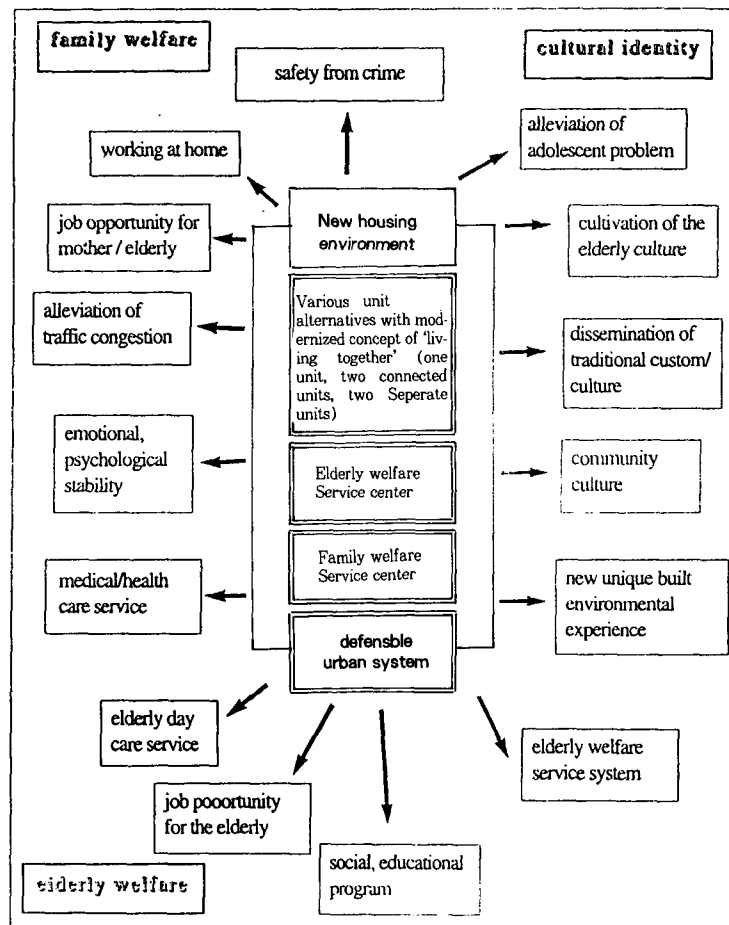 family welfare
cultural identity
safety from crime
alleviation of
adolescent problem
working at home
New housing
environment
job opportunity for
mother / elderly
cultivation of the
elderly culture
Various unit
alternatives with mod-
ernized concept of 'liv-
ing together' (one
unit, two connected
units, two Seperate
units)
alleviation of
traffic congestion
dissemination of
traditional custom/
culture
emotional,
psychological
stability
Elderly welfare
Service center
community
culture
Family welfare
Service center
medical/health
care service
new unique built
environmental
experience
defensble
urban system
elderly day
care service
elderly welfare
service system
job pooortunity
for the elderly
social, educational
program
eiderly welfare